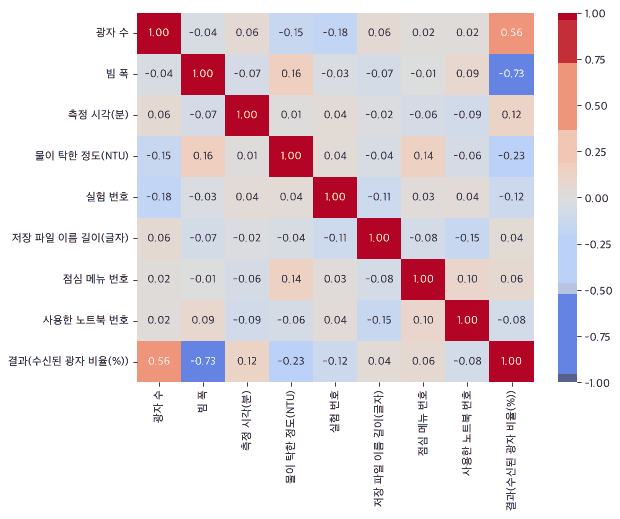 광자 수 1.00 -0.04 0.06 -0.15 -0.18 0.06 0.02 0.02 0.56
빔 폭 -0.04 1.00 -0.07 0.16 -0.03 -0.07 -0.01 0.09 -0.73
측정 시각(분) 0.06 -0.07 1.00 0.01 0.04 -0.02 -0.06 -0.09 0.12
물이 탁한 정도(NTU) -0.15 0.16 0.01 1.00 0.04 -0.04 0.14 -0.06 -0.23
실험 번호 -0.18 -0.03 0.04 0.04 1.00 -0.11 0.03 0.04 -0.12
저장 파일 이름 길이(글자) 0.06 -0.07 -0.02 -0.04 -0.11 1.00 -0.08 -0.15 0.04
점심 메뉴 번호 0.02 -0.01 -0.06 0.14 0.03 -0.08 1.00 0.10 0.06
사용한 노트북 번호 0.02 0.09 -0.09 -0.06 0.04 -0.15 0.10 1.00 -0.08
결과(수신된 광자 비율(%)) 0.56 -0.73 0.12 -0.23 -0.12 0.04 0.06 -0.08 1.00
광자 수
빔 폭
측정 시각(분)
물이 탁한 정도(NTU)
실험 번호
저장 파일 이름 길이(글자)
점심 메뉴 번호
사용한 노트북 번호
결과(수신된 광자 비율(%))
1.00
0.75
0.50
0.25
0.00
-0.25
-0.50
-0.75
-1.00